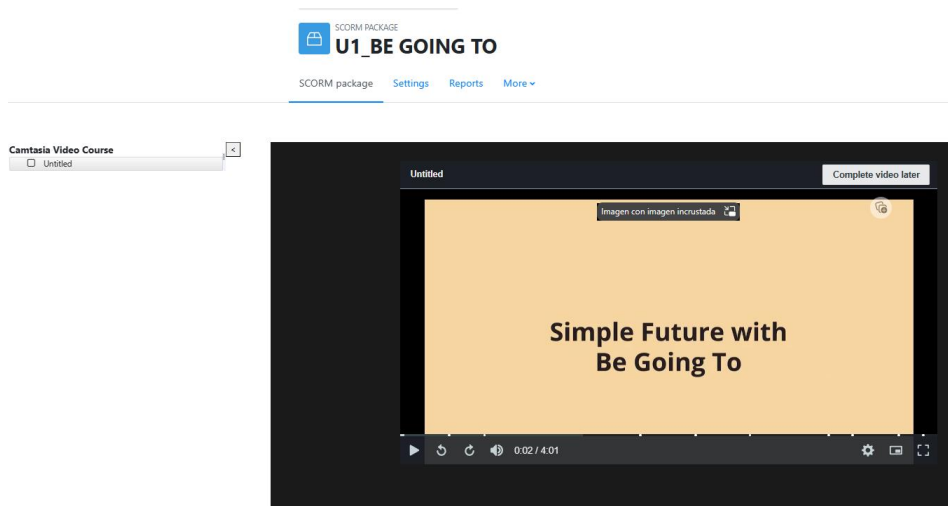 SCORM PACKAGE
U1_BE GOING TO
SCORM package Settings Reports More
Camtasia Video Course <
Untitled
Untitled Complete video later
Imagen con imagen incrustada
Simple Future with
Be Going To
0:02 / 4:01